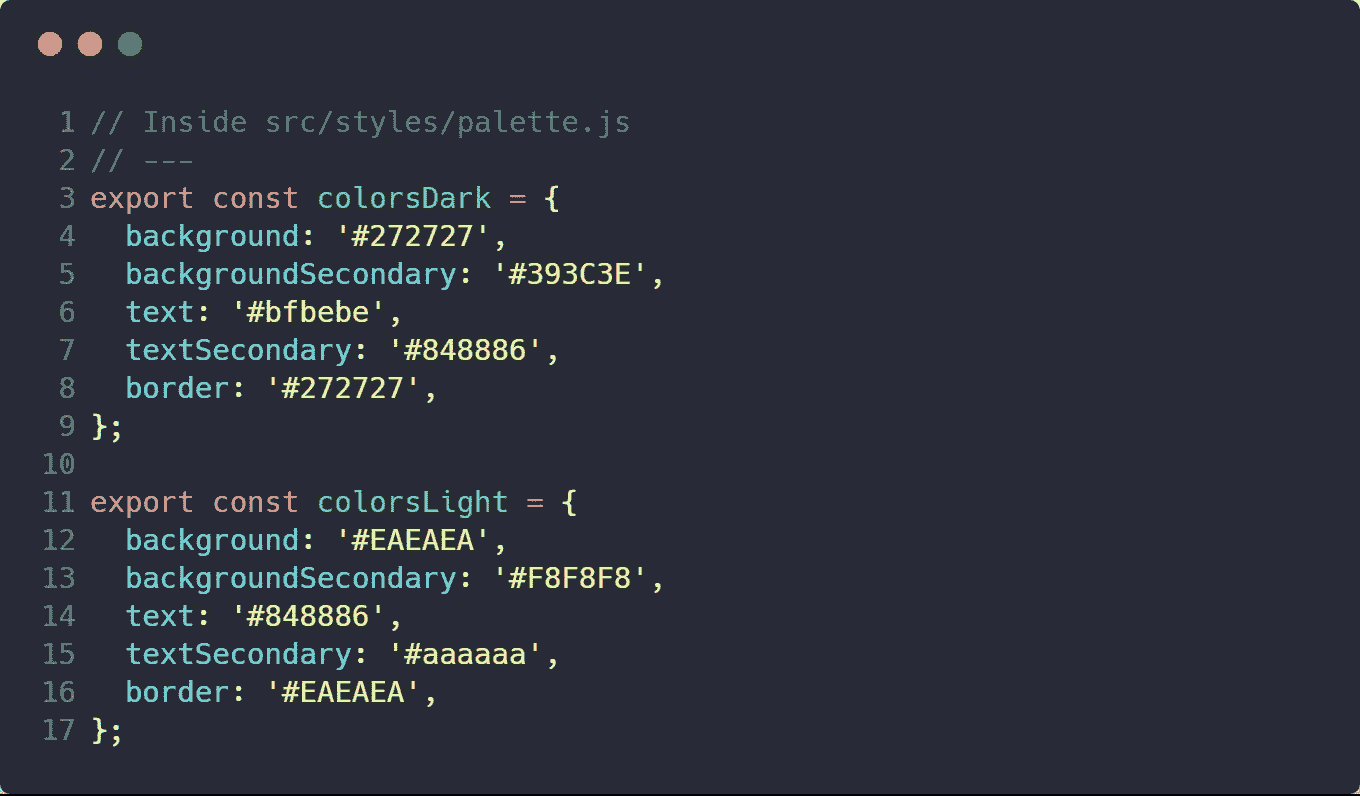 1 // Inside src/styles/palette.js
2 // ---
3 export const colorsDark = {
4   background: '#272727',
5   backgroundSecondary: '#393C3E',
6   text: '#bfbebe',
7   textSecondary: '#848886',
8   border: '#272727',
9 };
10
11 export const colorsLight = {
12   background: '#EAEAEA',
13   backgroundSecondary: '#F8F8F8',
14   text: '#848886',
15   textSecondary: '#aaaaaa',
16   border: '#EAEAEA',
17 };